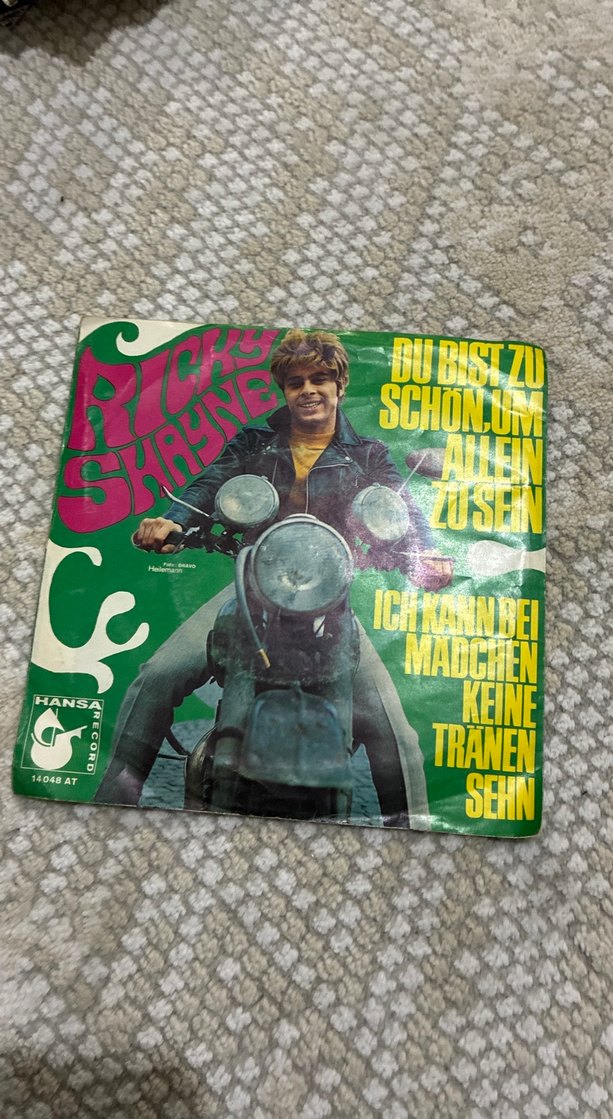 RICKY
SHAYNE
DU BIST ZU
SCHÖN, UM
ALLEIN
ZU SEIN
Foto: BRAVO
Heilemann
ICH KANN BEI
MÄDCHEN
KEINE
TRÄNEN
SEHN
HANSA
RECORD
14 048 AT